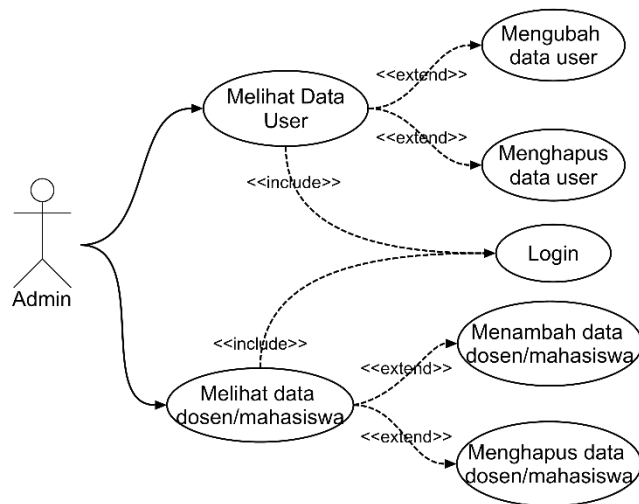 Mengubah
data user
<<extend>>
Melihat Data
User
<<extend>>
Menghapus
data user
<<include>>
Login
Admin
<<include>>
Menambah data
dosen/mahasiswa
<<extend>>
Melihat data
dosen/mahasiswa
<<extend>>
Menghapus data
dosen/mahasiswa